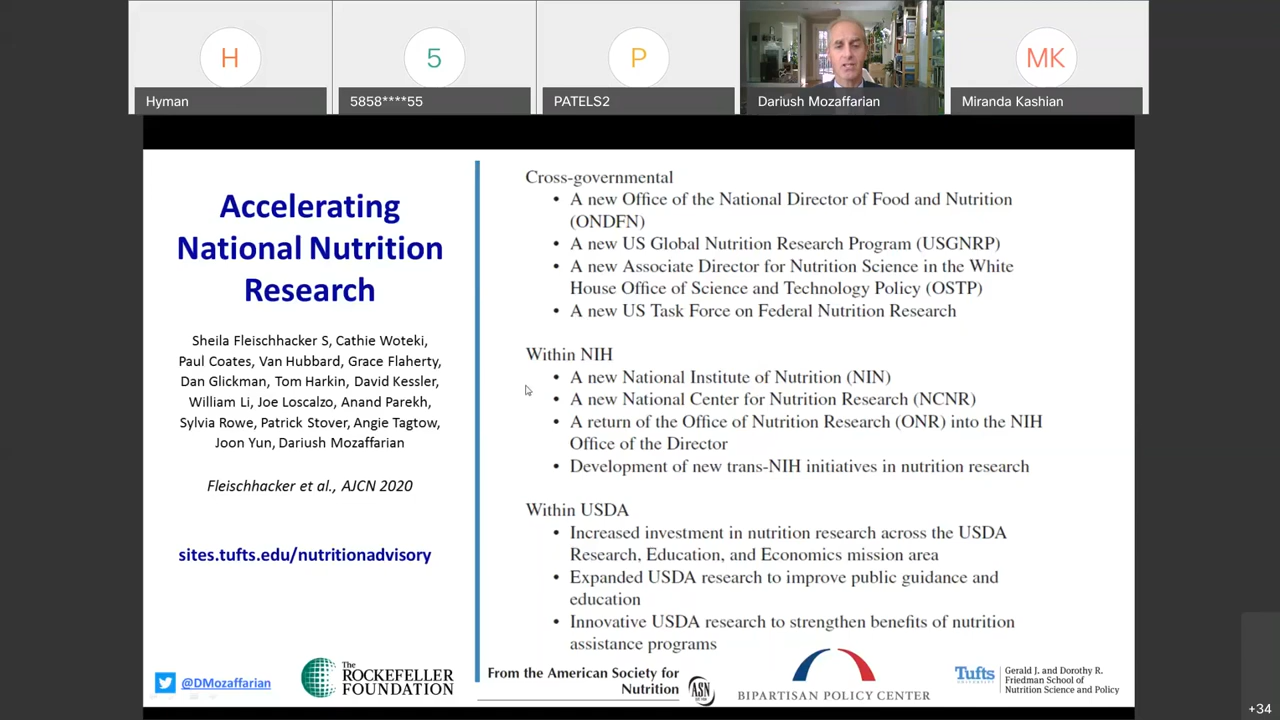 H
5
P
MK
Hyman
5858****55
PATELS2
Dariush Mozaffarian
Miranda Kashian
Accelerating
National Nutrition
Research
Sheila Fleischhacker S, Cathie Woteki,
Paul Coates, Van Hubbard, Grace Flaherty,
Dan Glickman, Tom Harkin, David Kessler,
William Li, Joe Loscalzo, Anand Parekh,
Sylvia Rowe, Patrick Stover, Angie Tagtow,
Joon Yun, Dariush Mozaffarian
Fleischhacker et al., AJCN 2020
sites.tufts.edu/nutritionadvisory
Cross-governmental
• A new Office of the National Director of Food and Nutrition
(ONDFN)
• A new US Global Nutrition Research Program (USGNRP)
• A new Associate Director for Nutrition Science in the White
House Office of Science and Technology Policy (OSTP)
• A new US Task Force on Federal Nutrition Research
Within NIH
• A new National Institute of Nutrition (NIN)
• A new National Center for Nutrition Research (NCNR)
• A return of the Office of Nutrition Research (ONR) into the NIH
Office of the Director
• Development of new trans-NIH initiatives in nutrition research
Within USDA
• Increased investment in nutrition research across the USDA
Research, Education, and Economics mission area
• Expanded USDA research to improve public guidance and
education
• Innovative USDA research to strengthen benefits of nutrition
assistance programs
@DMozaffarian
The
ROCKEFELLER
FOUNDATION
From the American Society for
Nutrition
ASN
BIPARTISAN POLICY CENTER
Tufts
UNIVERSITY
Gerald J. and Dorothy R.
Friedman School of
Nutrition Science and Policy
+34